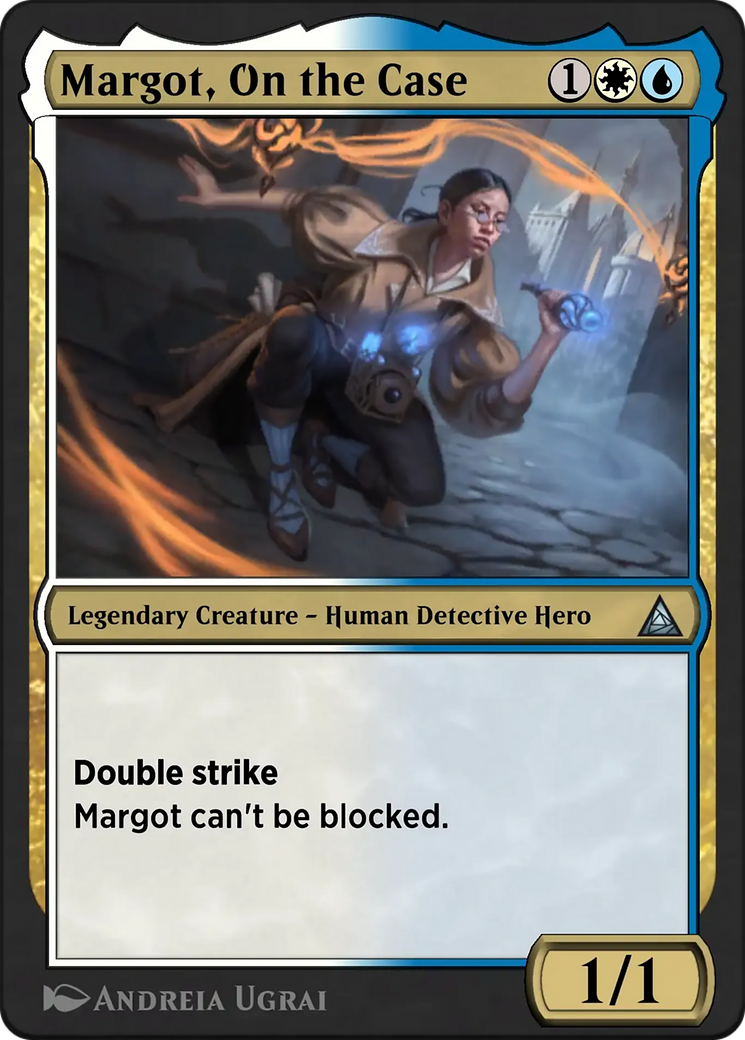 Margot, On the Case 1
Legendary Creature – Human Detective Hero
Double strike
Margot can't be blocked.
1/1
Andreia Ugrai